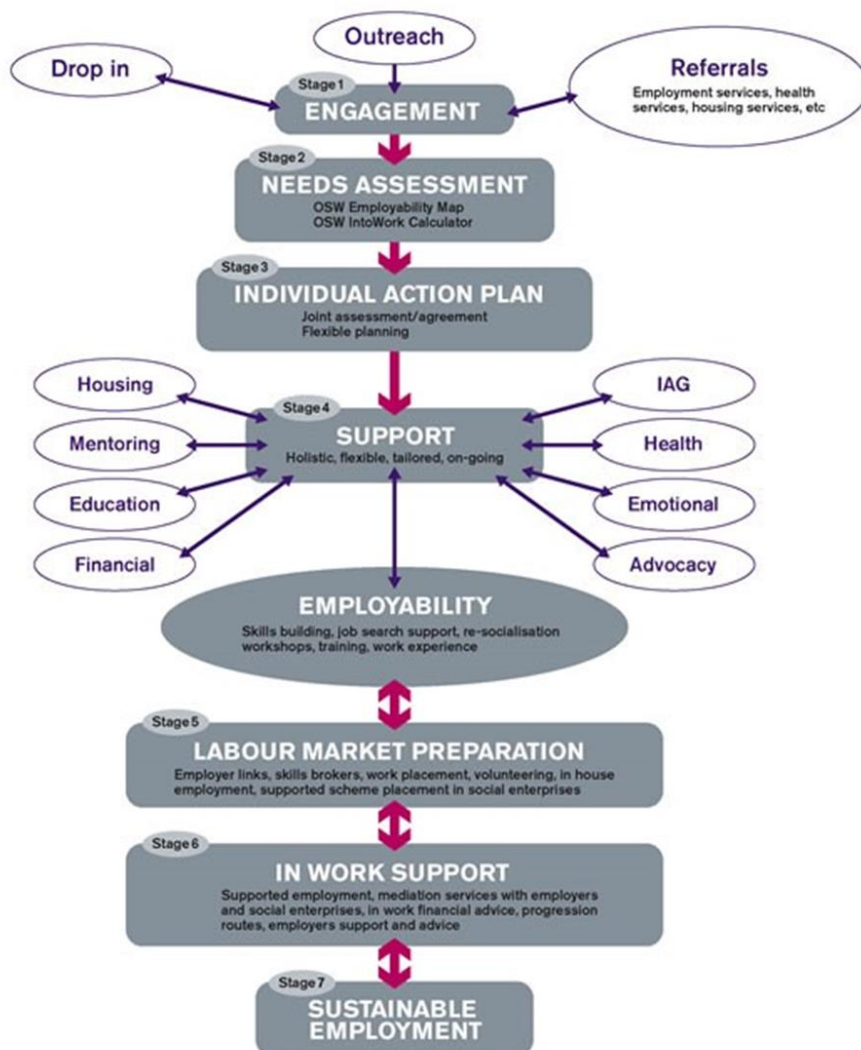 Outreach
Drop in
Referrals
Employment services, health
services, housing services, etc
Stage 1
ENGAGEMENT
Stage 2
NEEDS ASSESSMENT
OSW Employability Map
OSW IntoWork Calculator
Stage 3
INDIVIDUAL ACTION PLAN
Joint assessment/agreement
Flexible planning
Housing
Mentoring
Education
Financial
Stage 4
SUPPORT
Holistic, flexible, tailored, on-going
IAG
Health
Emotional
Advocacy
EMPLOYABILITY
Skills building, job search support, re-socialisation
workshops, training, work experience
Stage 5
LABOUR MARKET PREPARATION
Employer links, skills brokers, work placement, volunteering, in house
employment, supported scheme placement in social enterprises
Stage 6
IN WORK SUPPORT
Supported employment, mediation services with employers
and social enterprises, in work financial advice, progression
routes, employers support and advice
Stage 7
SUSTAINABLE
EMPLOYMENT